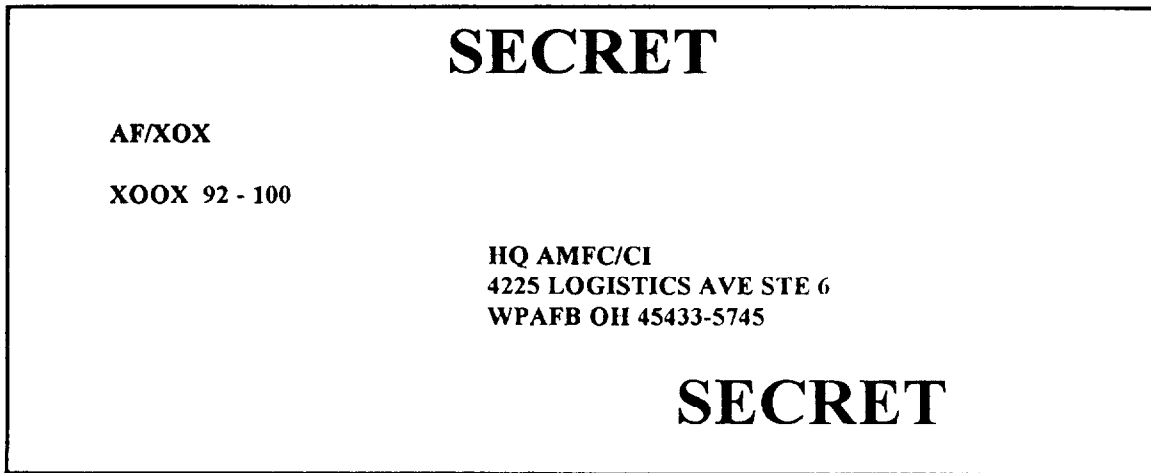 SECRET
AF/XOX
XOOX 92 - 100
HQ AMFC/CI
4225 LOGISTICS AVE STE 6
WPAFB OH 45433-5745
SECRET